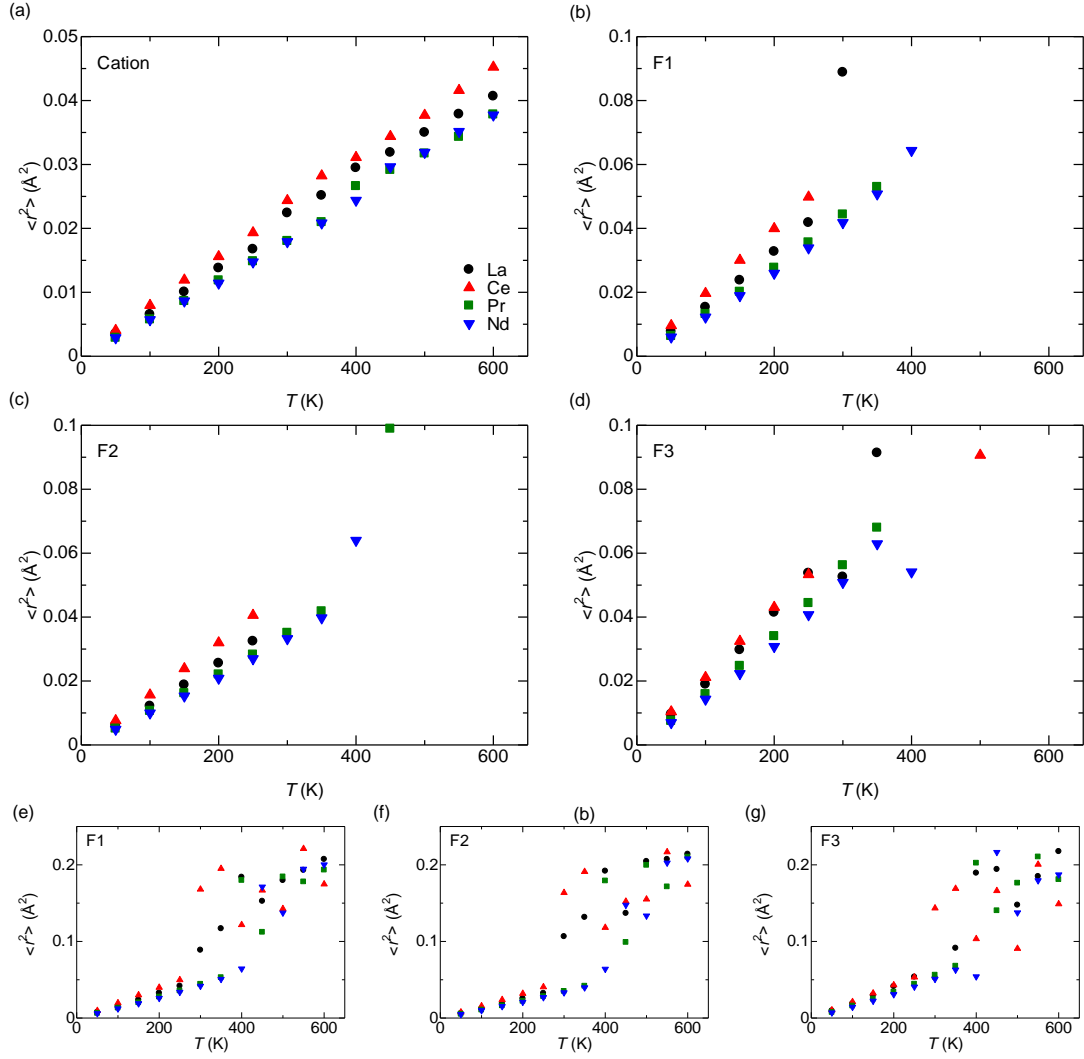 (a)
Cation
0.05
0.04
0.03
0.02
0.01
0
<r²> (Å²)
0 200 400 600
T (K)
La
Ce
Pr
Nd
(b)
F1
0.1
0.08
0.06
0.04
0.02
0
<r²> (Å²)
0 200 400 600
T (K)
(c)
F2
0.1
0.08
0.06
0.04
0.02
0
<r²> (Å²)
0 200 400 600
T (K)
(d)
F3
0.1
0.08
0.06
0.04
0.02
0
<r²> (Å²)
0 200 400 600
T (K)
(e)
F1
0.2
0.1
0
<r²> (Å²)
0 200 400 600
T (K)
(f)
(b)
F2
0.2
0.1
0
<r²> (Å²)
0 200 400 600
T (K)
(g)
F3
0.2
0.1
0
<r²> (Å²)
0 200 400 600
T (K)